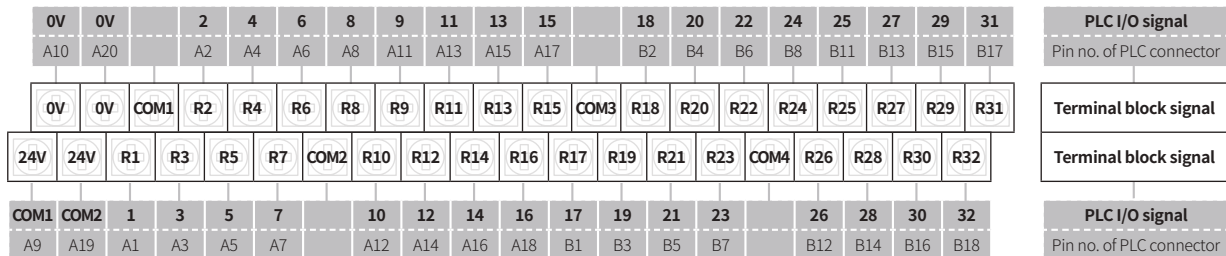 0V 0V 2 4 6 8 9 11 13 15 18 20 22 24 25 27 29 31 PLC I/O signal
A10 A20 A2 A4 A6 A8 A11 A13 A15 A17 B2 B4 B6 B8 B11 B13 B15 B17 Pin no. of PLC connector
0V 0V COM1 R2 R4 R6 R8 R9 R11 R13 R15 COM3 R18 R20 R22 R24 R25 R27 R29 R31 Terminal block signal
24V 24V R1 R3 R5 R7 COM2 R10 R12 R14 R16 R17 R19 R21 R23 COM4 R26 R28 R30 R32 Terminal block signal
COM1 COM2 1 3 5 7 10 12 14 16 17 19 21 23 26 28 30 32 PLC I/O signal
A9 A19 A1 A3 A5 A7 A12 A14 A16 A18 B1 B3 B5 B7 B12 B14 B16 B18 Pin no. of PLC connector